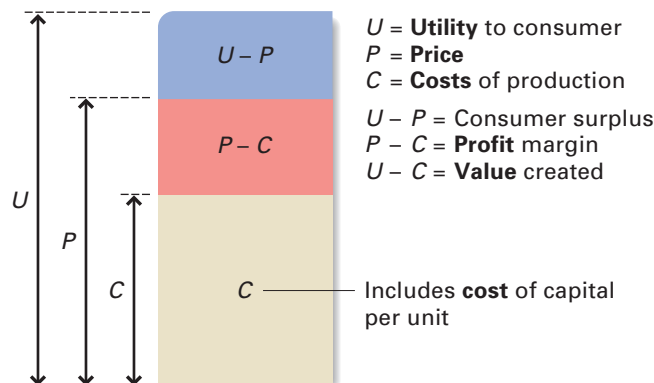 U = Utility to consumer
P = Price
C = Costs of production
U – P = Consumer surplus
P – C = Profit margin
U – C = Value created
U – P
P – C
U
P
C
C
Includes cost of capital
per unit